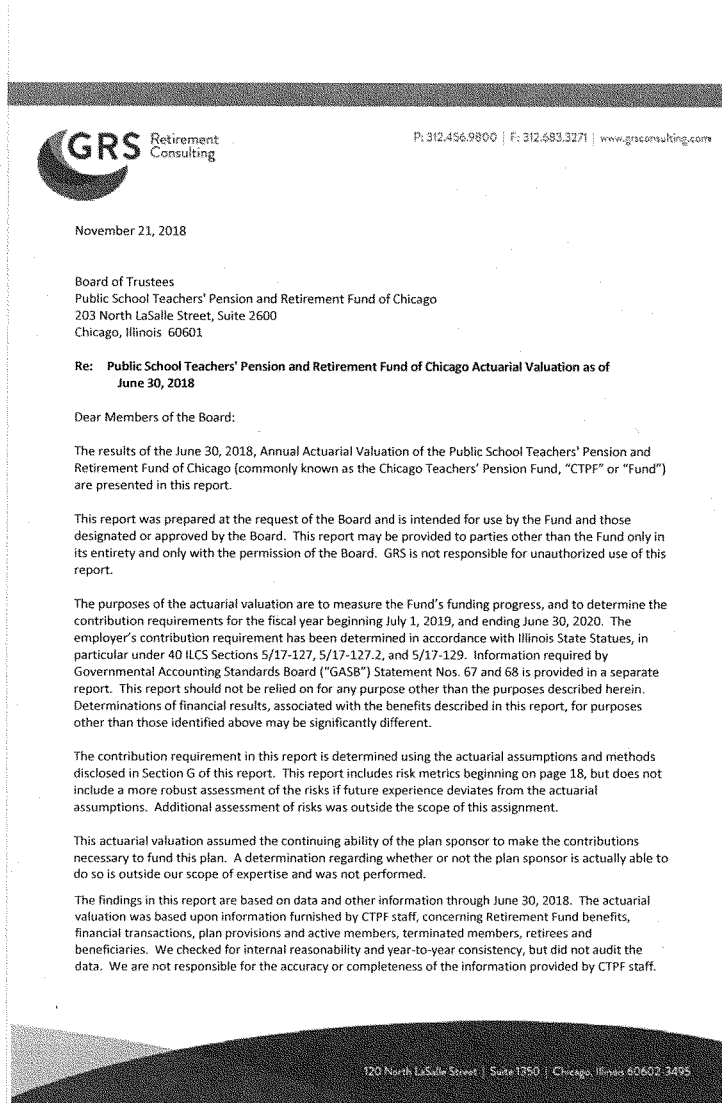 GRS Retirement
Consulting
P: 312.456.9800 | F: 312.683.3271 | www.grsconsulting.com
November 21, 2018
Board of Trustees
Public School Teachers' Pension and Retirement Fund of Chicago
203 North LaSalle Street, Suite 2600
Chicago, Illinois 60601
Re: Public School Teachers' Pension and Retirement Fund of Chicago Actuarial Valuation as of
June 30, 2018
Dear Members of the Board:
The results of the June 30, 2018, Annual Actuarial Valuation of the Public School Teachers' Pension and
Retirement Fund of Chicago (commonly known as the Chicago Teachers' Pension Fund, "CTPF" or "Fund")
are presented in this report.
This report was prepared at the request of the Board and is intended for use by the Fund and those
designated or approved by the Board. This report may be provided to parties other than the Fund only in
its entirety and only with the permission of the Board. GRS is not responsible for unauthorized use of this
report.
The purposes of the actuarial valuation are to measure the Fund's funding progress, and to determine the
contribution requirements for the fiscal year beginning July 1, 2019, and ending June 30, 2020. The
employer's contribution requirement has been determined in accordance with Illinois State Statues, in
particular under 40 ILCS Sections 5/17-127, 5/17-127.2, and 5/17-129. Information required by
Governmental Accounting Standards Board ("GASB") Statement Nos. 67 and 68 is provided in a separate
report. This report should not be relied on for any purpose other than the purposes described herein.
Determinations of financial results, associated with the benefits described in this report, for purposes
other than those identified above may be significantly different.
The contribution requirement in this report is determined using the actuarial assumptions and methods
disclosed in Section G of this report. This report includes risk metrics beginning on page 18, but does not
include a more robust assessment of the risks if future experience deviates from the actuarial
assumptions. Additional assessment of risks was outside the scope of this assignment.
This actuarial valuation assumed the continuing ability of the plan sponsor to make the contributions
necessary to fund this plan. A determination regarding whether or not the plan sponsor is actually able to
do so is outside our scope of expertise and was not performed.
The findings in this report are based on data and other information through June 30, 2018. The actuarial
valuation was based upon information furnished by CTPF staff, concerning Retirement Fund benefits,
financial transactions, plan provisions and active members, terminated members, retirees and
beneficiaries. We checked for internal reasonability and year-to-year consistency, but did not audit the
data. We are not responsible for the accuracy or completeness of the information provided by CTPF staff.
120 North LaSalle Street | Suite 1350 | Chicago, Illinois 60602-3495